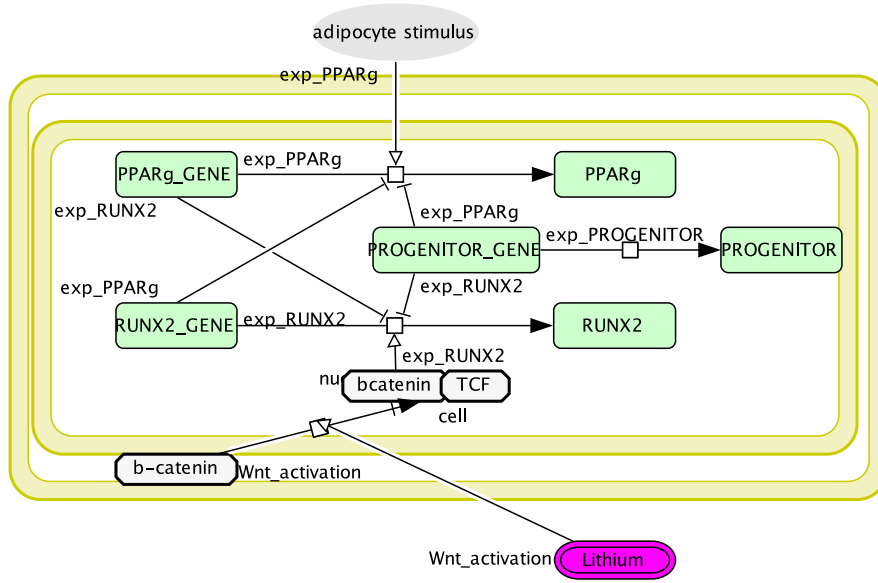 adipocyte stimulus
exp_PPARg
PPARg_GENE
exp_PPARg
PPARg
exp_RUNX2
exp_PPARg
PROGENITOR_GENE
exp_PROGENITOR
PROGENITOR
exp_PPARg
exp_RUNX2
RUNX2_GENE
exp_RUNX2
RUNX2
exp_RUNX2
nu
bcatenin
TCF
cell
b-catenin
Wnt_activation
Wnt_activation
Lithium